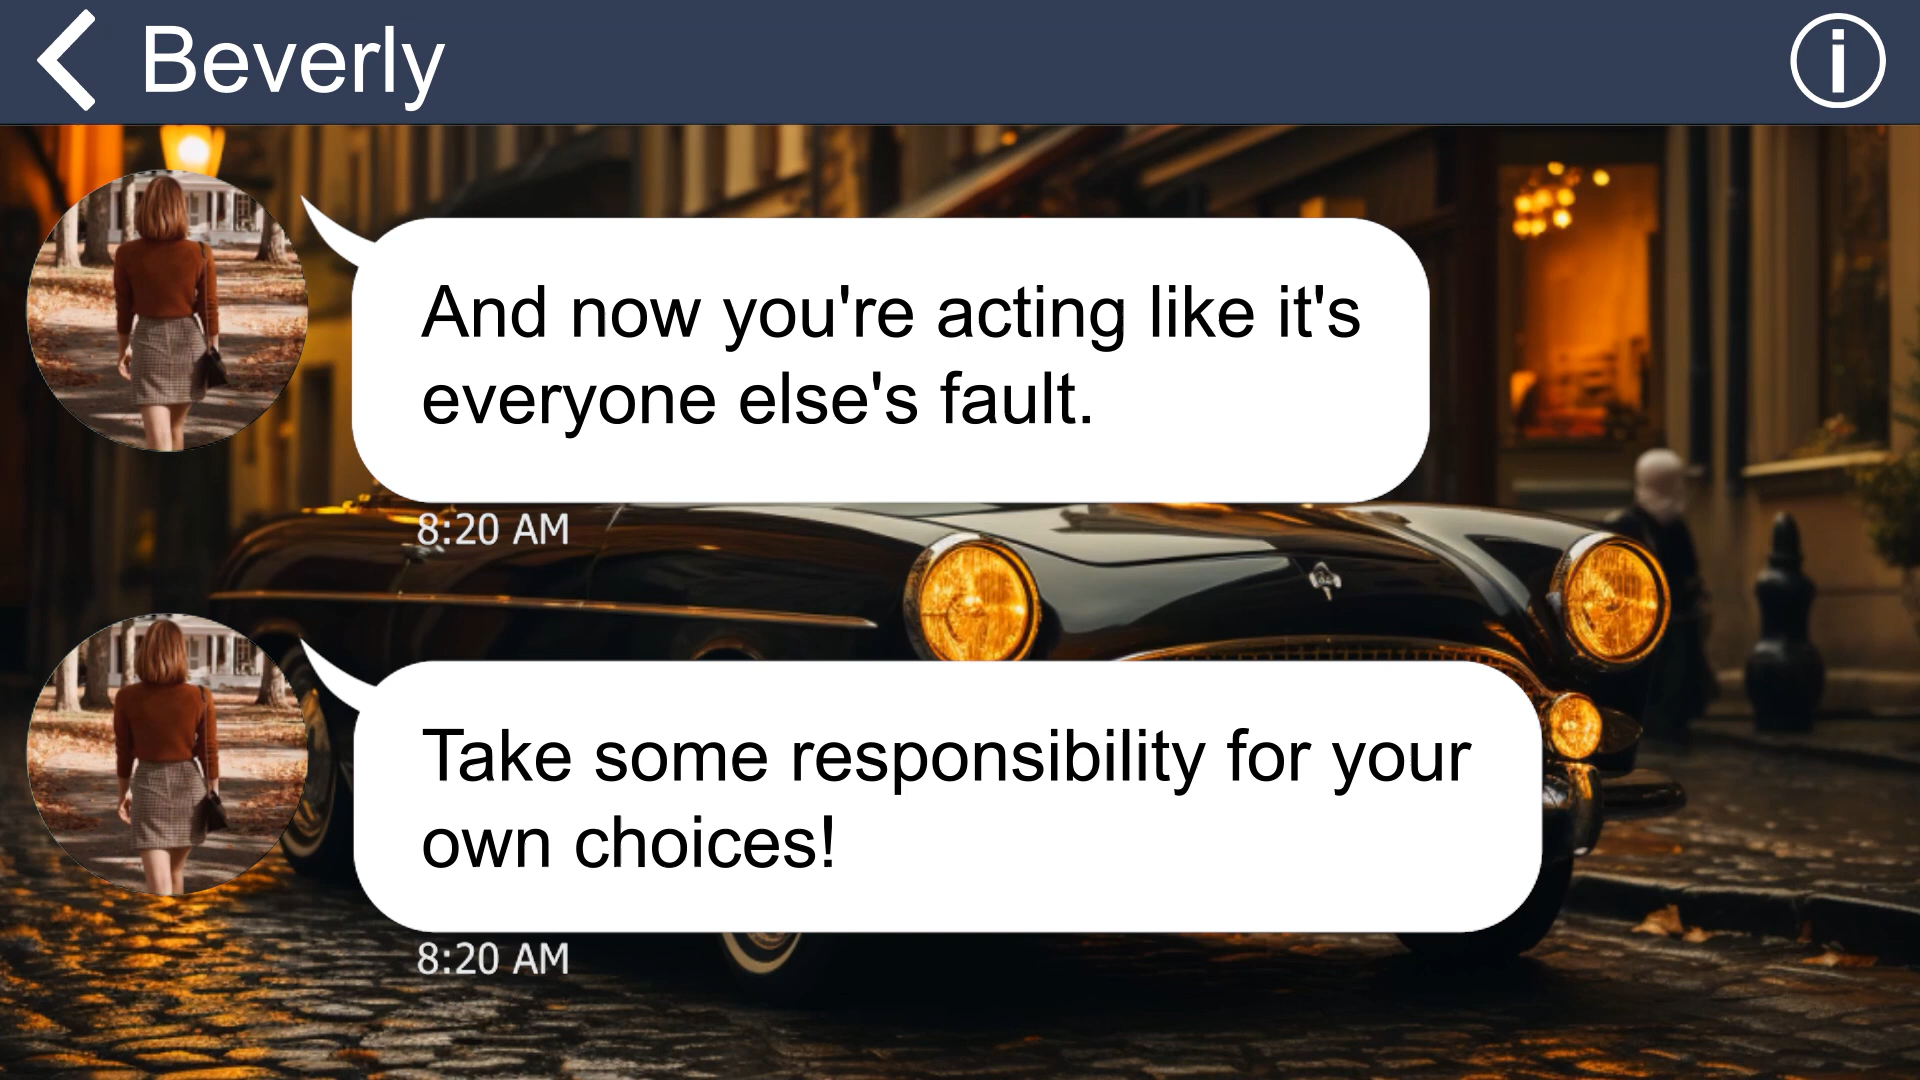 Beverly
And now you're acting like it's
everyone else's fault.
8:20 AM
Take some responsibility for your
own choices!
8:20 AM